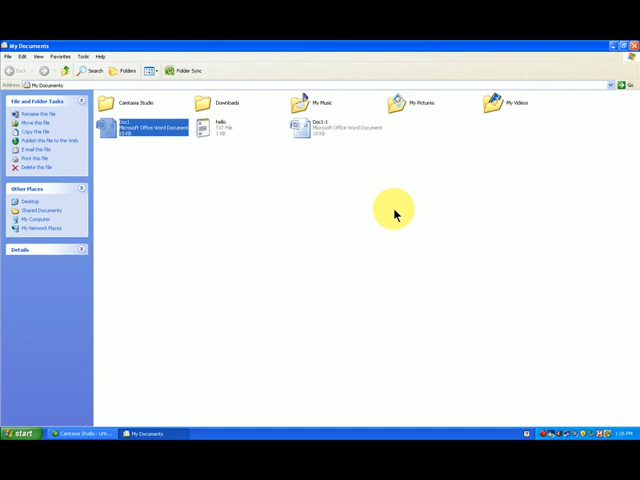 My Documents
File Edit View Favorites Tools Help
Back Search Folders Folder Sync
Address My Documents Go
File and Folder Tasks
Rename this file
Move this file
Copy this file
Publish this file to the Web
E-mail this file
Print this file
Delete this file
Other Places
Desktop
Shared Documents
My Computer
My Network Places
Details
Camtasia Studio
Downloads
My Music
My Pictures
My Videos
Doc1
Microsoft Office Word Document
10 KB
hello
TXT File
1 KB
Doc1-1
Microsoft Office Word Document
10 KB
start Camtasia Studio - Unt... My Documents 1:26 PM